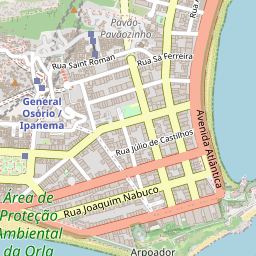 Pavão-
Pavãozinho
Rua Saint Roman
Rua Sá Ferreira
General
Osório /
Ipanema
Avenida Atlântica
Rua Júlio de Castilhos
Área de
Proteção
Ambiental
da Orla
Rua Joaquim Nabuco
Arpoador